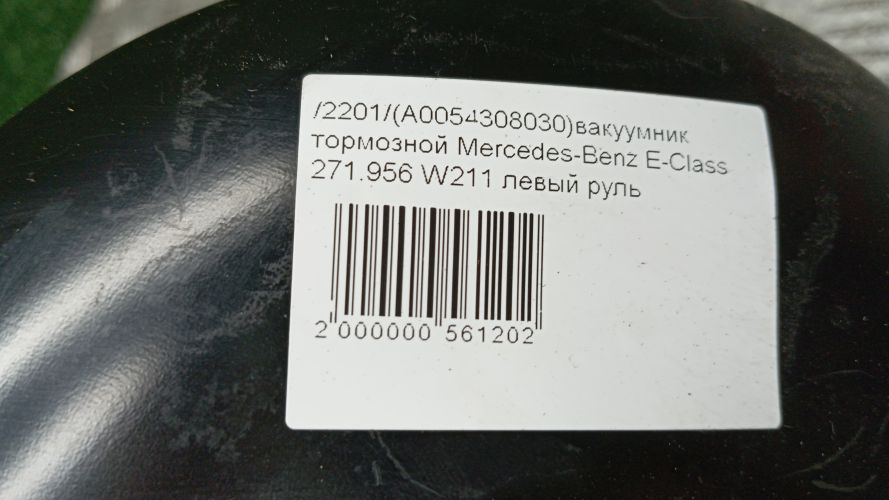 /2201/(A0054308030)вакуумник
тормозной Mercedes-Benz E-Class
271.956 W211 левый руль
2 000000 561202